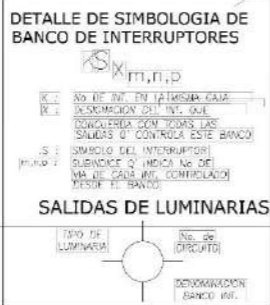 DETALLE DE SIMBOLOGIA DE
BANCO DE INTERRUPTORES
KS Xm,n,p
K : No DE INT. EN LA MISMA CAJA
X : DESIGNACION DEL INT. QUE
CONCUERDA CON TODAS LAS
SALIDAS Q' CONTROLA ESTE BANCO
S : SIMBOLO DEL INTERRUPTOR
m,n,p : SUBINDICE Q' INDICA No DE
VIA DE CADA INT. CONTROLADO
DESDE EL BANCO
SALIDAS DE LUMINARIAS
TIPO DE
LUMINARIA
No. de
CIRCUITO
DENOMINACION
BANCO INT.